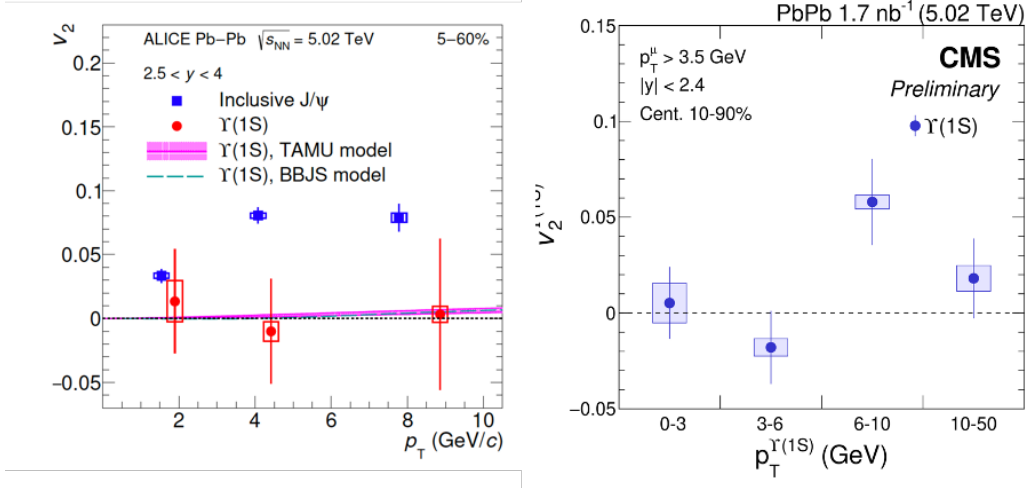 v₂
ALICE Pb−Pb √sNN = 5.02 TeV 5−60%
2.5 < y < 4
Inclusive J/ψ
ϒ(1S)
ϒ(1S), TAMU model
ϒ(1S), BBJS model
0.2
0.15
0.1
0.05
0
−0.05
2 4 6 8 10
pT (GeV/c)
PbPb 1.7 nb⁻¹ (5.02 TeV)
pTμ > 3.5 GeV
|y| < 2.4
Cent. 10-90%
CMS
Preliminary
ϒ(1S)
0.15
0.1
0.05
0
−0.05
v₂
0-3 3-6 6-10 10-50
pTϒ(1S) (GeV)